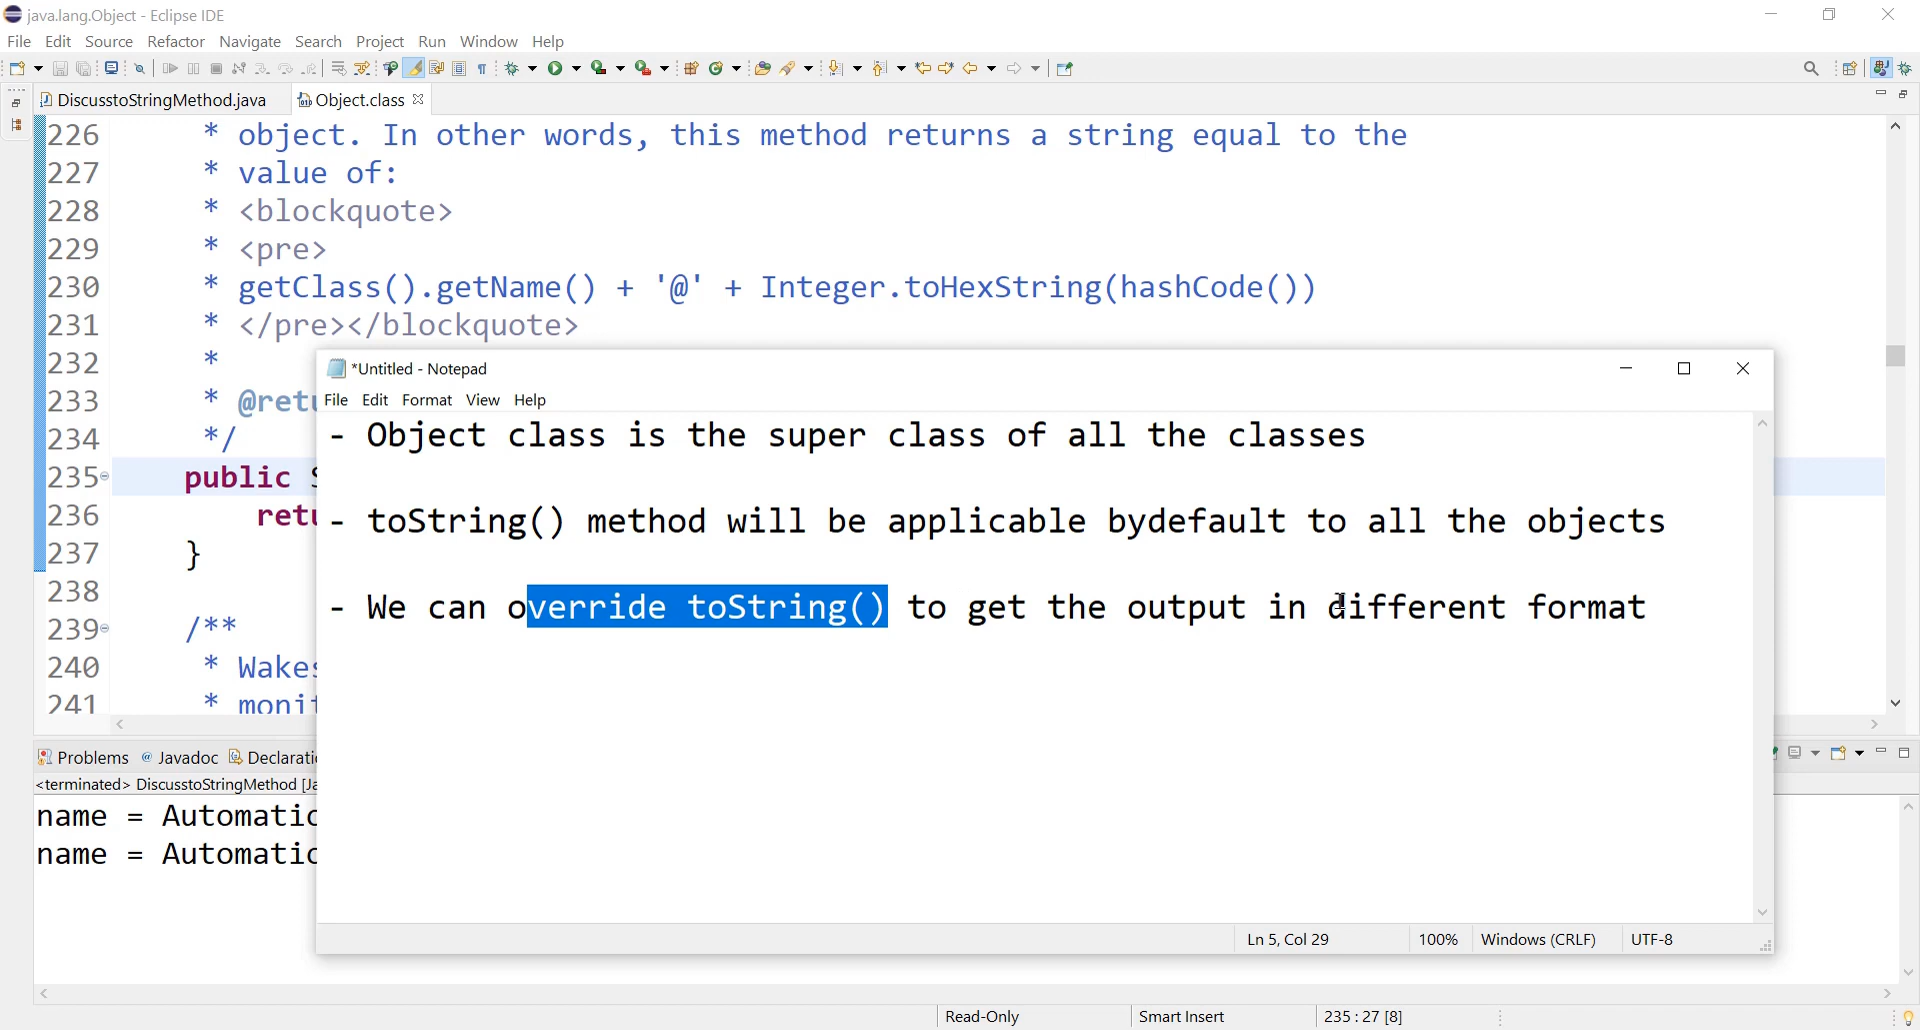 java.lang.Object - Eclipse IDE
File Edit Source Refactor Navigate Search Project Run Window Help
DiscusstoStringMethod.java Object.class
226 * object. In other words, this method returns a string equal to the
227 * value of:
228 * <blockquote>
229 * <pre>
230 * getClass().getName() + '@' + Integer.toHexString(hashCode())
231 * </pre></blockquote>
232 *
233 * @retu
234 */
235 public S
236 retu
237 }
238
239 /**
240 * Wakes
241 * monit
*Untitled - Notepad
File Edit Format View Help
- Object class is the super class of all the classes
- toString() method will be applicable bydefault to all the objects
- We can override toString() to get the output in different format
Ln 5, Col 29 100% Windows (CRLF) UTF-8
Problems Javadoc Declarati
<terminated> DiscusstoStringMethod [Ja
name = Automatic
name = Automatic
Read-Only Smart Insert 235 : 27 [8]